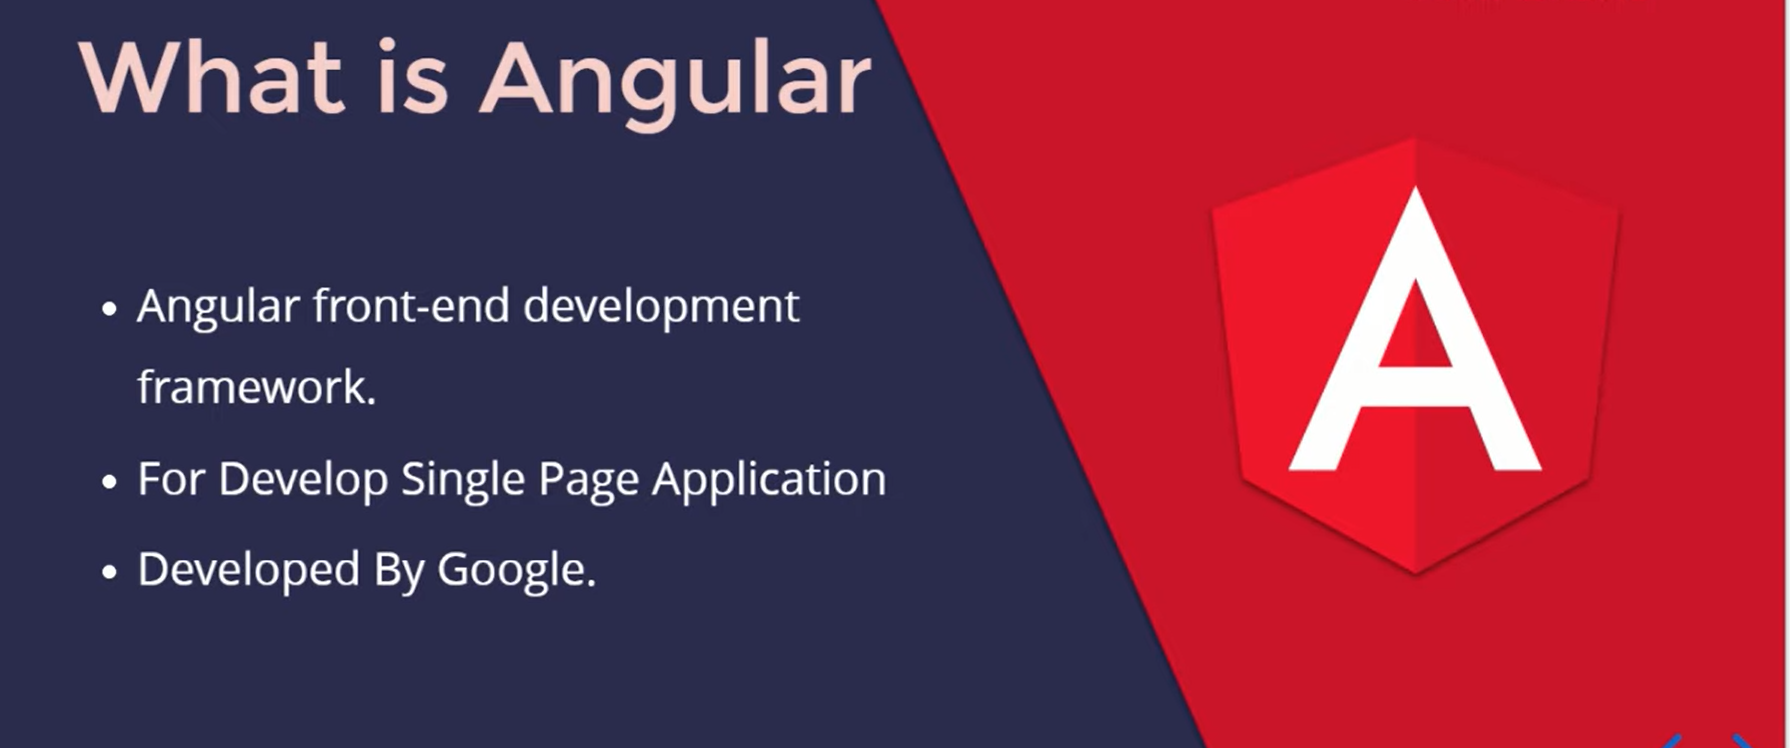 What is Angular
• Angular front-end development
framework.
• For Develop Single Page Application
• Developed By Google.
A